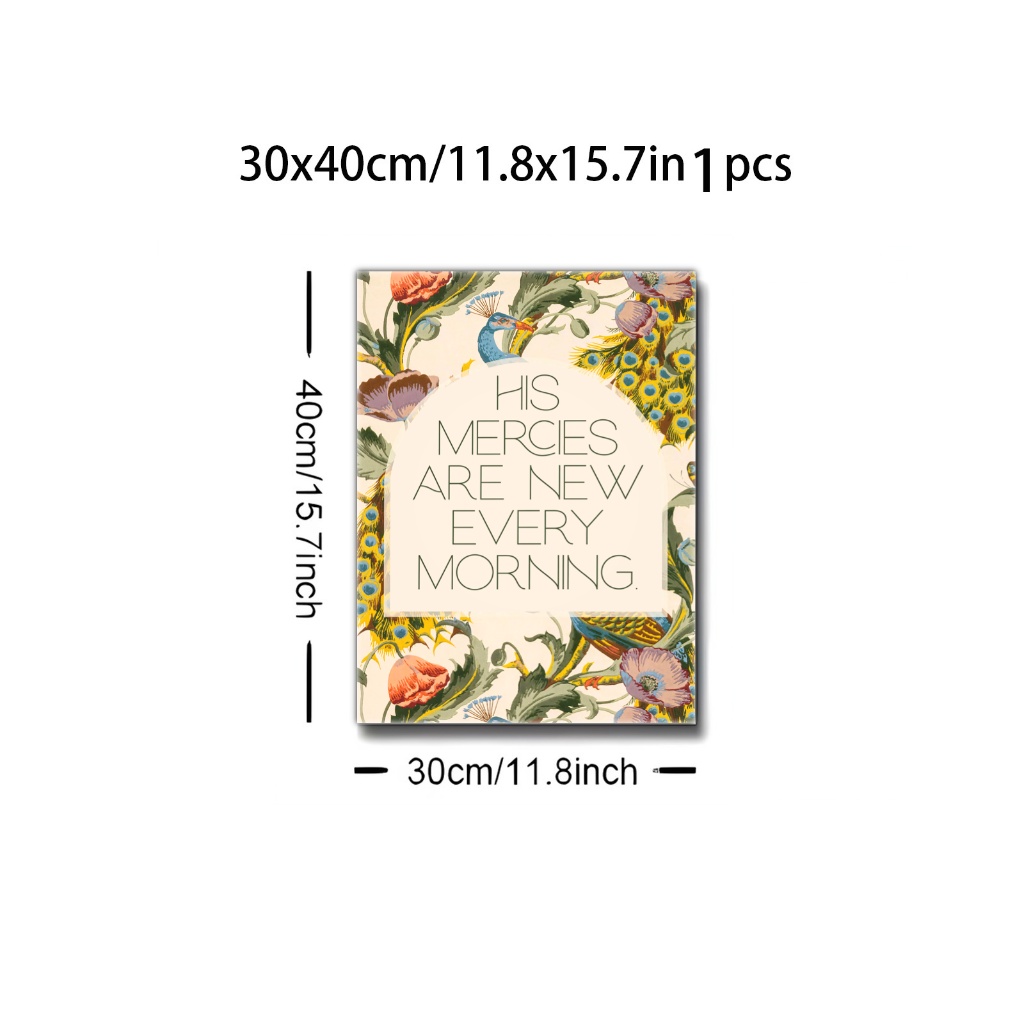 30x40cm/11.8x15.7in 1 pcs
40cm/15.7inch
HIS
MERCIES
ARE NEW
EVERY
MORNING.
30cm/11.8inch